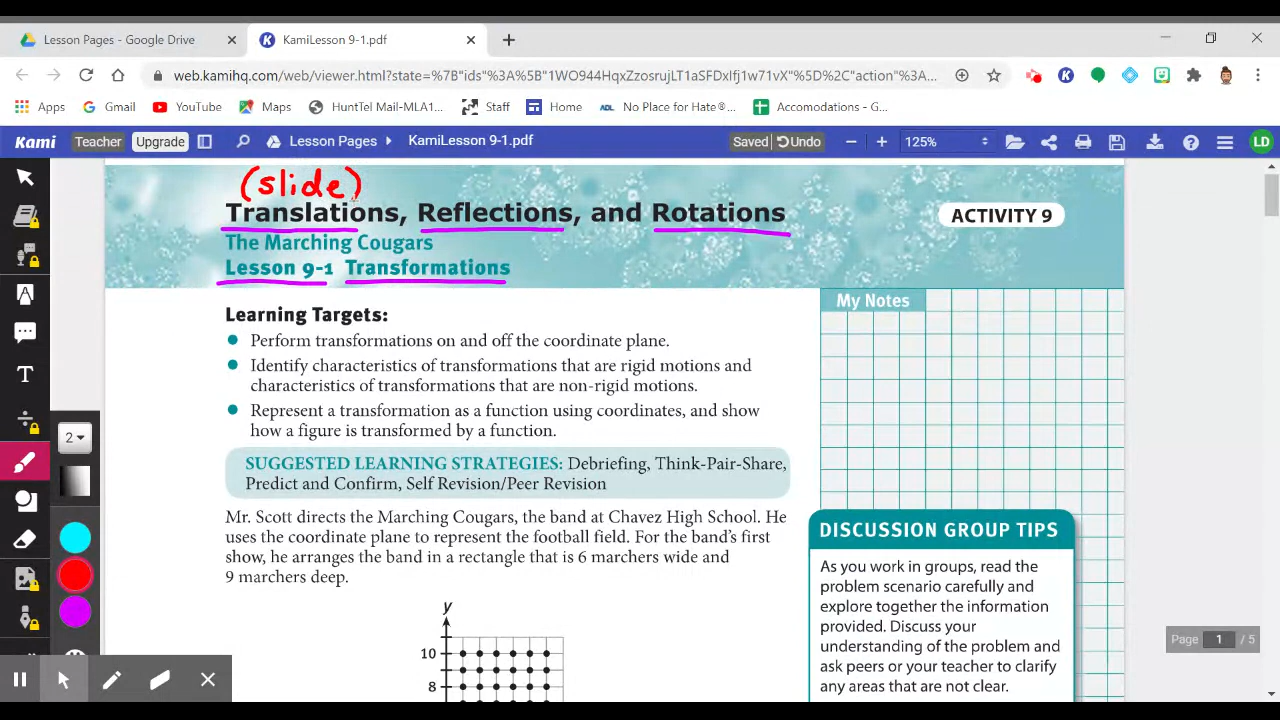 Lesson Pages - Google Drive
KamiLesson 9-1.pdf
web.kamihq.com/web/viewer.html?state=%7B"ids"%3A%5B"1WO944HqxZzosrujLT1aSFDxIfj1w71vX"%5D%2C"action"%3A...
Apps Gmail YouTube Maps HuntTel Mail-MLA1... Staff Home ADL No Place for Hate®... Accomodations - G...
Kami Teacher Upgrade Lesson Pages KamiLesson 9-1.pdf Saved Undo 125% LD
(slide)
Translations, Reflections, and Rotations
ACTIVITY 9
The Marching Cougars
Lesson 9-1 Transformations
My Notes
Learning Targets:
Perform transformations on and off the coordinate plane.
Identify characteristics of transformations that are rigid motions and
characteristics of transformations that are non-rigid motions.
Represent a transformation as a function using coordinates, and show
how a figure is transformed by a function.
SUGGESTED LEARNING STRATEGIES: Debriefing, Think-Pair-Share,
Predict and Confirm, Self Revision/Peer Revision
Mr. Scott directs the Marching Cougars, the band at Chavez High School. He
uses the coordinate plane to represent the football field. For the band's first
show, he arranges the band in a rectangle that is 6 marchers wide and
9 marchers deep.
y
10
8
DISCUSSION GROUP TIPS
As you work in groups, read the
problem scenario carefully and
explore together the information
provided. Discuss your
understanding of the problem and
ask peers or your teacher to clarify
any areas that are not clear.
Page 1 / 5
2